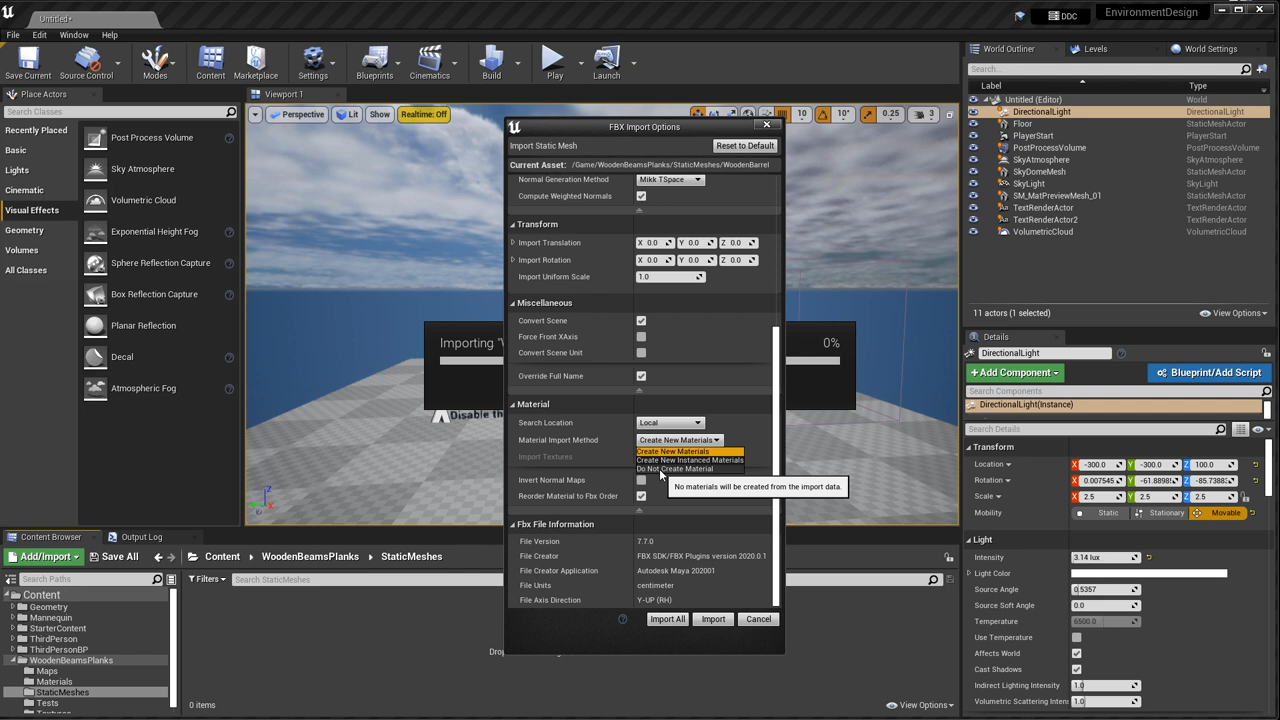 Untitled*
DDC
EnvironmentDesign
File Edit Window Help
Save Current
Source Control
Modes
Content
Marketplace
Settings
Blueprints
Cinematics
Build
Play
Launch
World Outliner
Levels
World Settings
Place Actors
Search Classes
Recently Placed
Basic
Lights
Cinematic
Visual Effects
Geometry
Volumes
All Classes
Post Process Volume
Sky Atmosphere
Volumetric Cloud
Exponential Height Fog
Sphere Reflection Capture
Box Reflection Capture
Planar Reflection
Decal
Atmospheric Fog
Viewport 1
Perspective
Lit
Show
Realtime: Off
10
10°
0.25
3
Importing "
0%
Disable th
FBX Import Options
Import Static Mesh
Reset to Default
Current Asset: /Game/WoodenBeamsPlanks/StaticMeshes/WoodenBarrel
Normal Generation Method Mikk TSpace
Compute Weighted Normals
Transform
Import Translation X 0.0 Y 0.0 Z 0.0
Import Rotation X 0.0 Y 0.0 Z 0.0
Import Uniform Scale 1.0
Miscellaneous
Convert Scene
Force Front XAxis
Convert Scene Unit
Override Full Name
Material
Search Location Local
Material Import Method Create New Materials
Create New Materials
Import Textures
Create New Instanced Materials
Do Not Create Material
No materials will be created from the import data.
Invert Normal Maps
Reorder Material to Fbx Order
Fbx File Information
File Version 7.7.0
File Creator FBX SDK/FBX Plugins version 2020.0.1
File Creator Application Autodesk Maya 202001
File Units centimeter
File Axis Direction Y-UP (RH)
Import All
Import
Cancel
Search...
Label Type
Untitled (Editor) World
DirectionalLight DirectionalLight
Floor StaticMeshActor
PlayerStart PlayerStart
PostProcessVolume PostProcessVolume
SkyAtmosphere SkyAtmosphere
SkyDomeMesh StaticMeshActor
SkyLight SkyLight
SM_MatPreviewMesh_01 StaticMeshActor
TextRenderActor TextRenderActor
TextRenderActor2 TextRenderActor
VolumetricCloud VolumetricCloud
11 actors (1 selected)
View Options
Details
DirectionalLight
Add Component
Blueprint/Add Script
Search Components
DirectionalLight(Instance)
Search Details
Transform
Location X -300.0 Y -300.0 Z 100.0
Rotation X 0.007545 Y -61.8898 Z -85.7388
Scale X 2.5 Y 2.5 Z 2.5
Mobility Static Stationary Movable
Light
Intensity 3.14 lux
Light Color
Source Angle 0.5357
Source Soft Angle 0.0
Temperature 6500.0
Use Temperature
Affects World
Cast Shadows
Indirect Lighting Intensity 1.0
Volumetric Scattering Inten 1.0
Content Browser
Output Log
Add/Import
Save All
Content
WoodenBeamsPlanks
StaticMeshes
Search Paths
Filters
Search StaticMeshes
Content
Geometry
Mannequin
StarterContent
ThirdPerson
ThirdPersonBP
WoodenBeamsPlanks
Maps
Materials
StaticMeshes
Tests
Textures
Drop
0 items
View Options